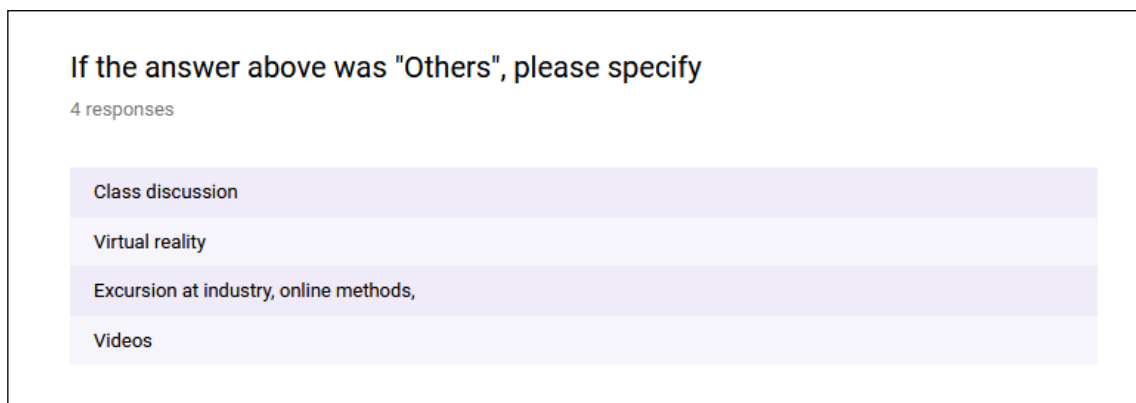 If the answer above was "Others", please specify
4 responses
Class discussion
Virtual reality
Excursion at industry, online methods,
Videos